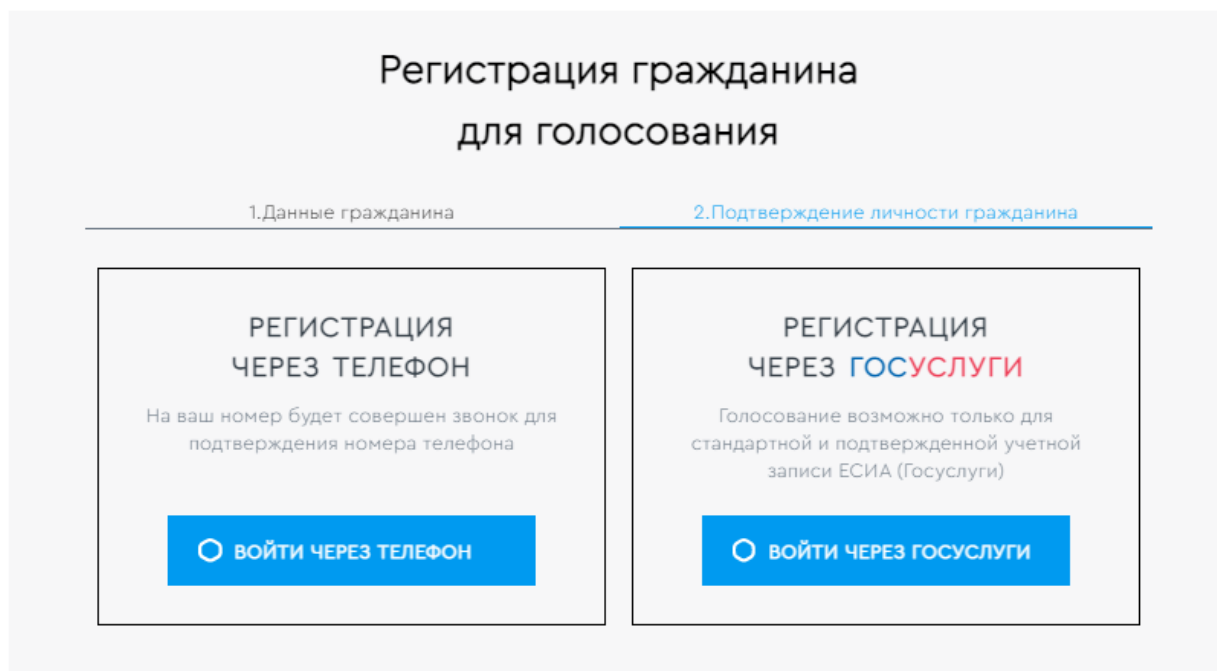 Регистрация гражданина
для голосования
1.Данные гражданина
2.Подтверждение личности гражданина
РЕГИСТРАЦИЯ
ЧЕРЕЗ ТЕЛЕФОН
На ваш номер будет совершен звонок для
подтверждения номера телефона
ВОЙТИ ЧЕРЕЗ ТЕЛЕФОН
РЕГИСТРАЦИЯ
ЧЕРЕЗ ГОСУСЛУГИ
Голосование возможно только для
стандартной и подтвержденной учетной
записи ЕСИА (Госуслуги)
ВОЙТИ ЧЕРЕЗ ГОСУСЛУГИ